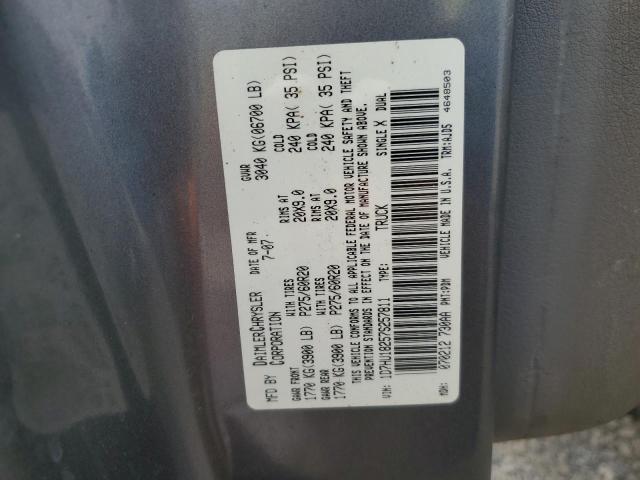 MFD BY DAIMLERCHRYSLER CORPORATION
DATE OF MFR 7-07
GVWR 3040 KG(06700 LB)
GAWR FRONT 1770 KG(3900 LB) WITH TIRES P275/60R20 RIMS AT 20X9.0 COLD 240 KPA( 35 PSI)
GAWR REAR 1770 KG(3900 LB) WITH TIRES P275/60R20 RIMS AT 20X9.0 COLD 240 KPA( 35 PSI)
THIS VEHICLE CONFORMS TO ALL APPLICABLE FEDERAL MOTOR VEHICLE SAFETY AND THEFT
PREVENTION STANDARDS IN EFFECT ON THE DATE OF MANUFACTURE SHOWN ABOVE.
VIN: 1D7HU18257S257811 TYPE: TRUCK SINGLE X DUAL
MDH: 070212 730AA PNT:PDM VEHICLE MADE IN U.S.A. TRM:AJD5 4648503